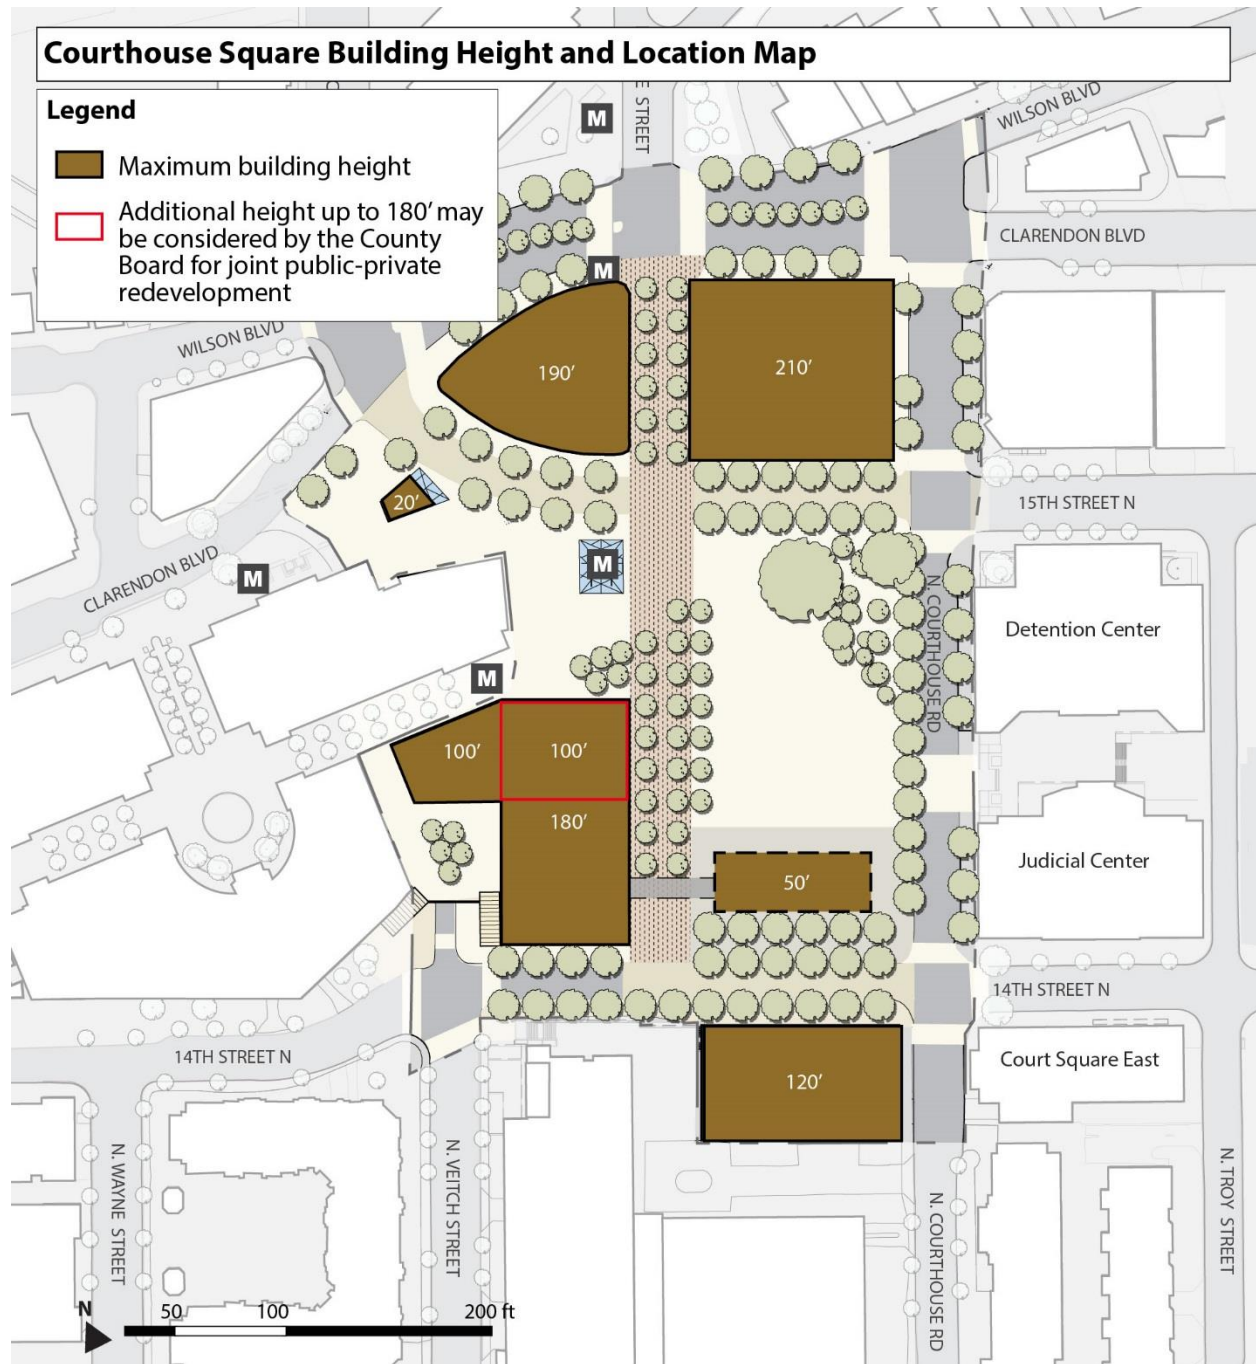 Courthouse Square Building Height and Location Map
Legend
Maximum building height
Additional height up to 180’ may
be considered by the County
Board for joint public-private
redevelopment
M
E STREET
WILSON BLVD
CLARENDON BLVD
M
WILSON BLVD
190’
210’
20’
15TH STREET N
M
CLARENDON BLVD
M
N. COURTHOUSE RD
Detention Center
M
100’
100’
180’
Judicial Center
50’
14TH STREET N
14TH STREET N
Court Square East
120’
N. WAYNE STREET
N. VEITCH STREET
N. COURTHOUSE RD
N. TROY STREET
N
50
100
200 ft